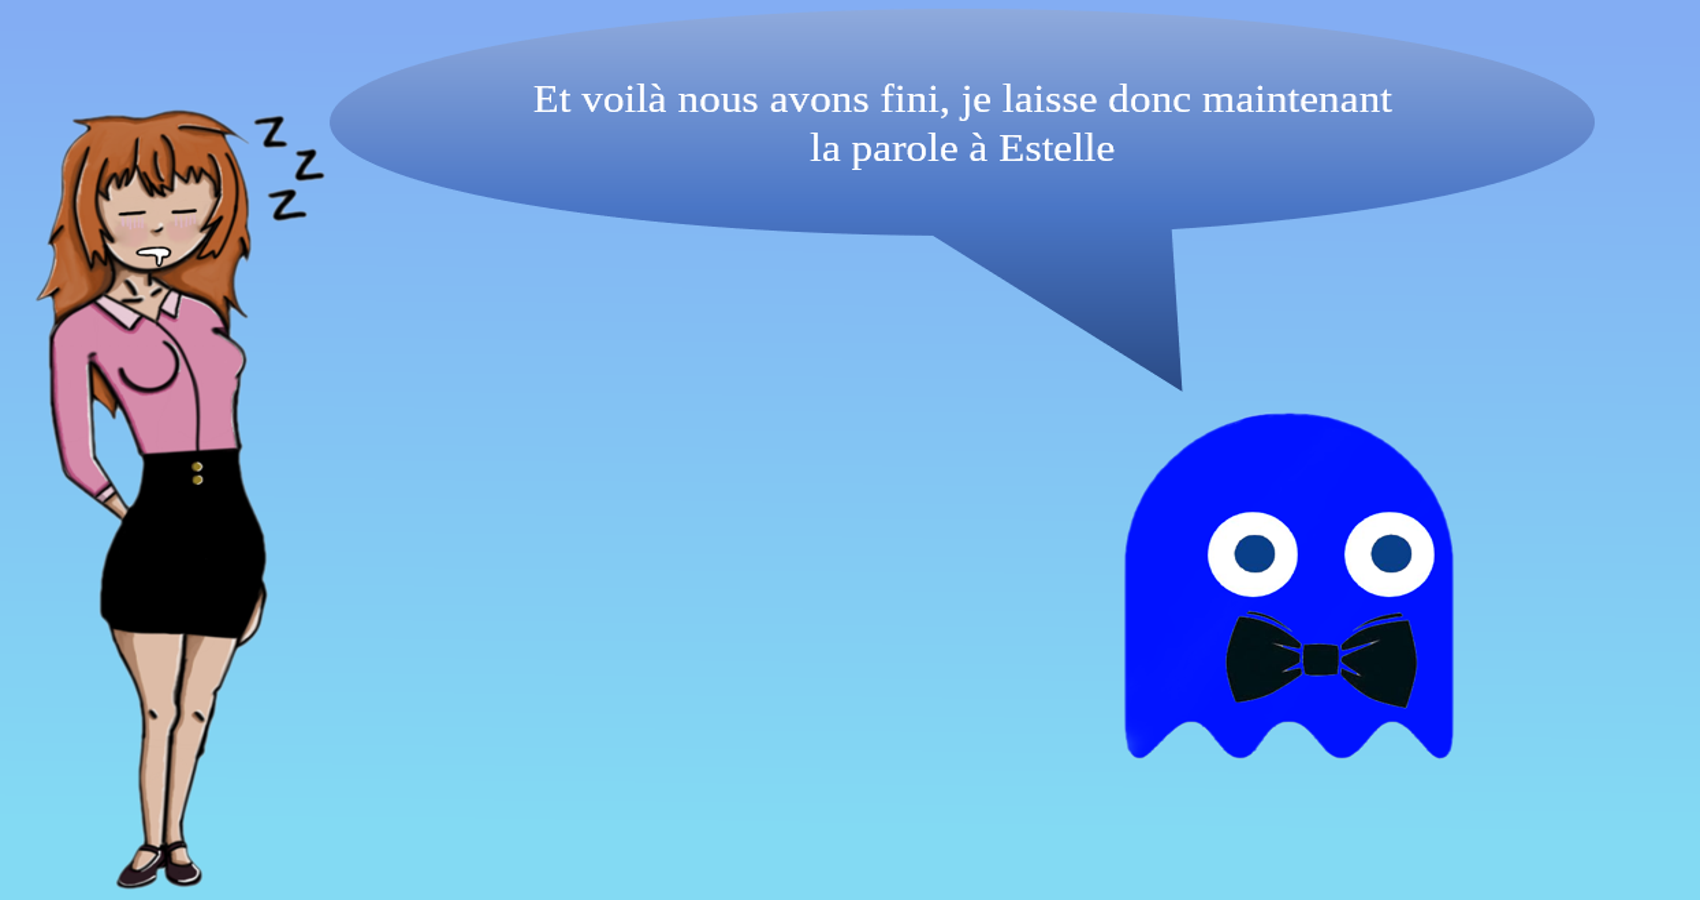 Et voilà nous avons fini, je laisse donc maintenant
la parole à Estelle
z
z
z